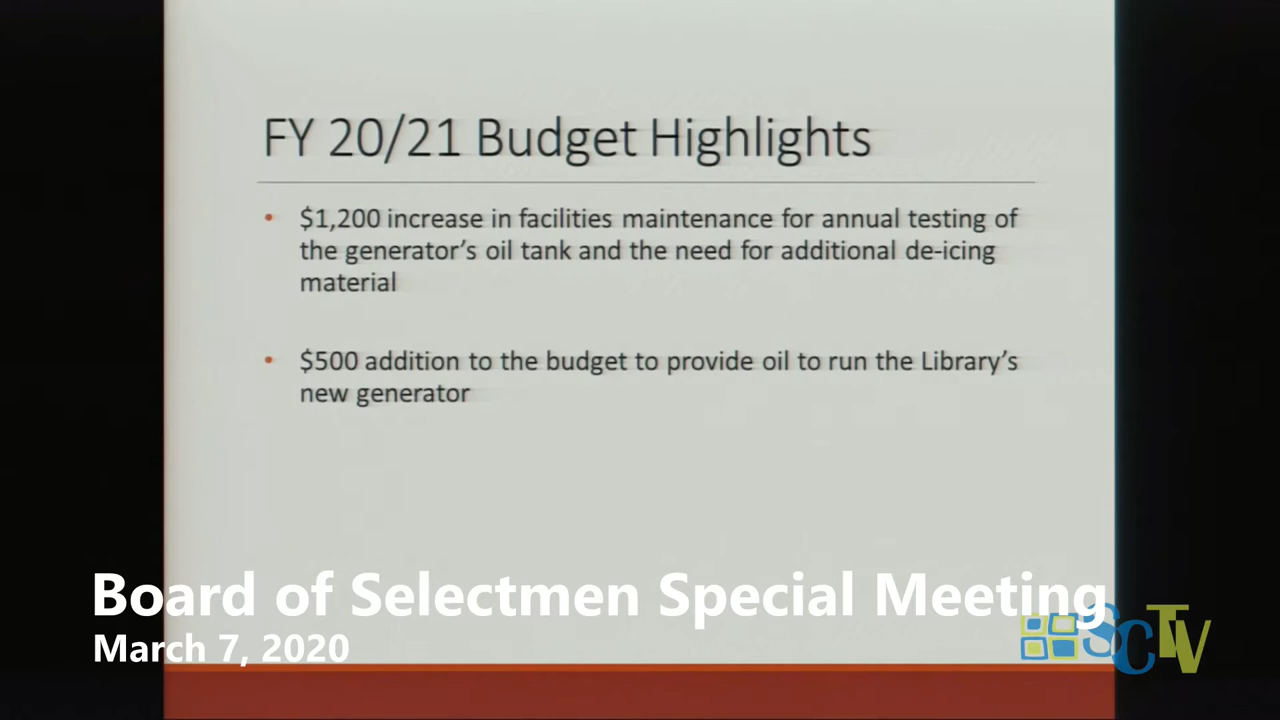 FY 20/21 Budget Highlights
• $1,200 increase in facilities maintenance for annual testing of
the generator’s oil tank and the need for additional de-icing
material
• $500 addition to the budget to provide oil to run the Library’s
new generator
Board of Selectmen Special Meeting
March 7, 2020
SCTV